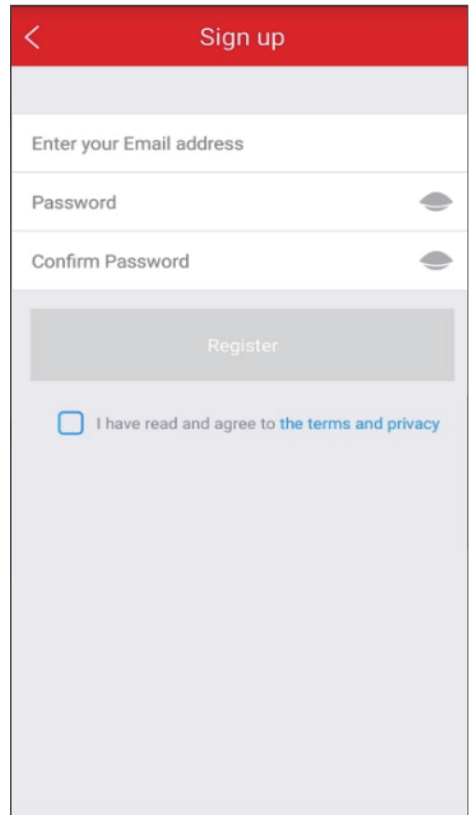 Sign up
Enter your Email address
Password
Confirm Password
Register
I have read and agree to the terms and privacy